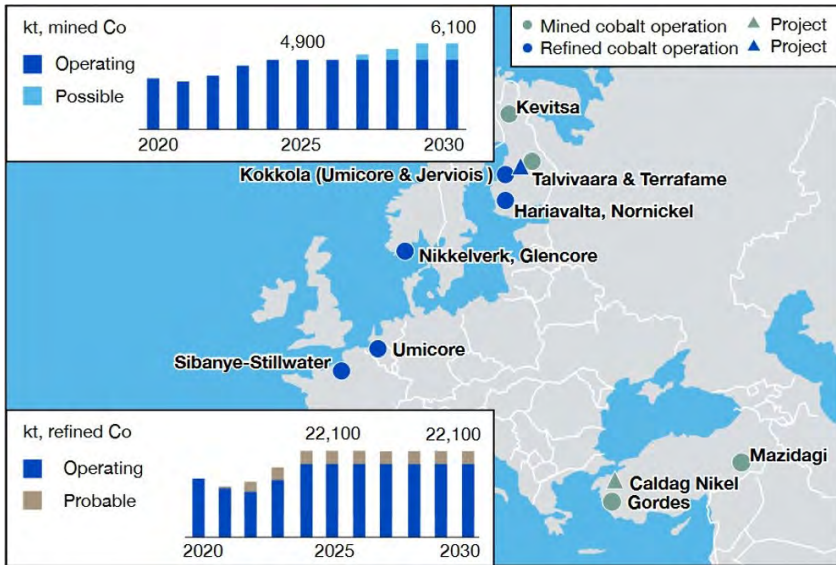 kt, mined Co
4,900
6,100
Operating
Possible
2020
2025
2030
Mined cobalt operation
Project
Refined cobalt operation
Project
Kevitsa
Kokkola (Umicore & Jerviois )
Talvivaara & Terrafame
Hariavalta, Nornickel
Nikkelverk, Glencore
Umicore
Sibanye-Stillwater
kt, refined Co
22,100
22,100
Operating
Probable
2020
2025
2030
Mazidagi
Caldag Nikel
Gordes